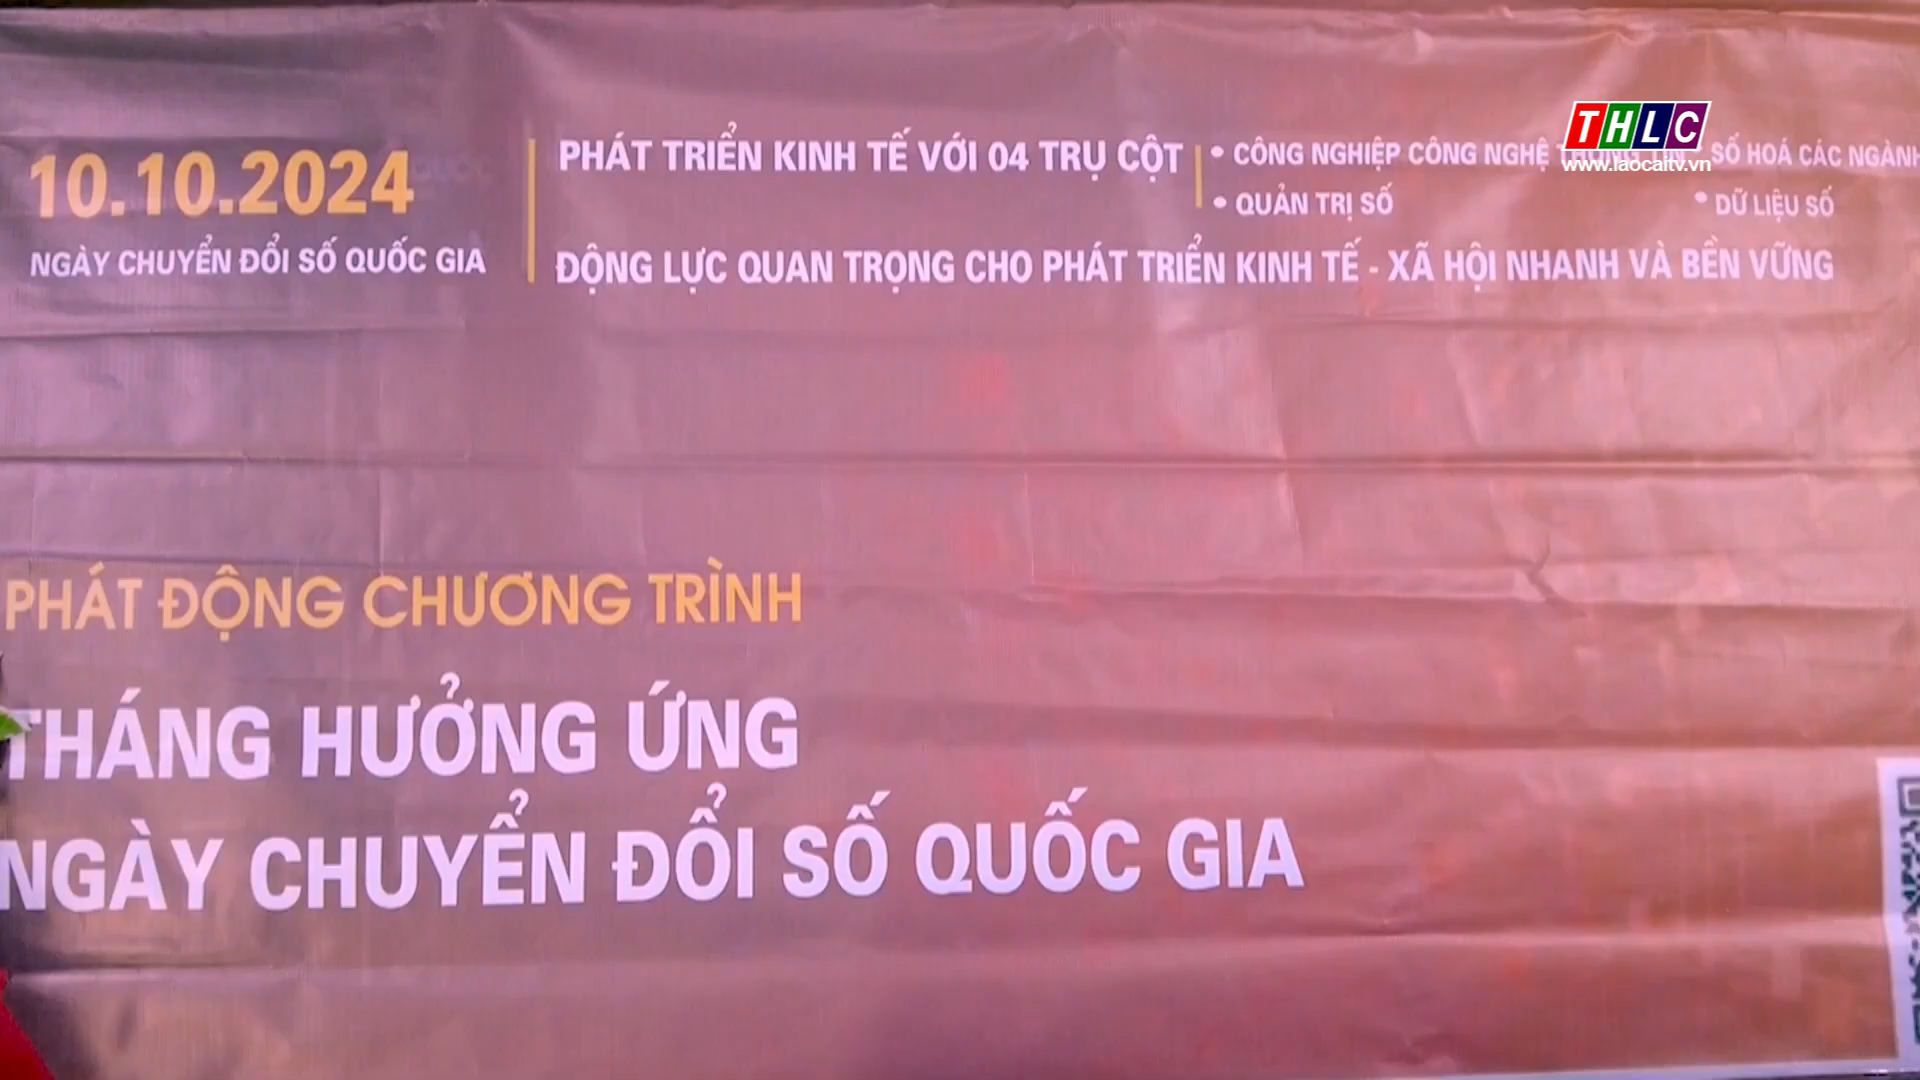 THLC
www.laocaitv.vn
10.10.2024
NGÀY CHUYỂN ĐỔI SỐ QUỐC GIA
PHÁT TRIỂN KINH TẾ VỚI 04 TRỤ CỘT
• CÔNG NGHIỆP CÔNG NGHỆ
SỐ HOÁ CÁC NGÀNH
• QUẢN TRỊ SỐ
• DỮ LIỆU SỐ
ĐỘNG LỰC QUAN TRỌNG CHO PHÁT TRIỂN KINH TẾ - XÃ HỘI NHANH VÀ BỀN VỮNG
PHÁT ĐỘNG CHƯƠNG TRÌNH
THÁNG HƯỞNG ỨNG
NGÀY CHUYỂN ĐỔI SỐ QUỐC GIA